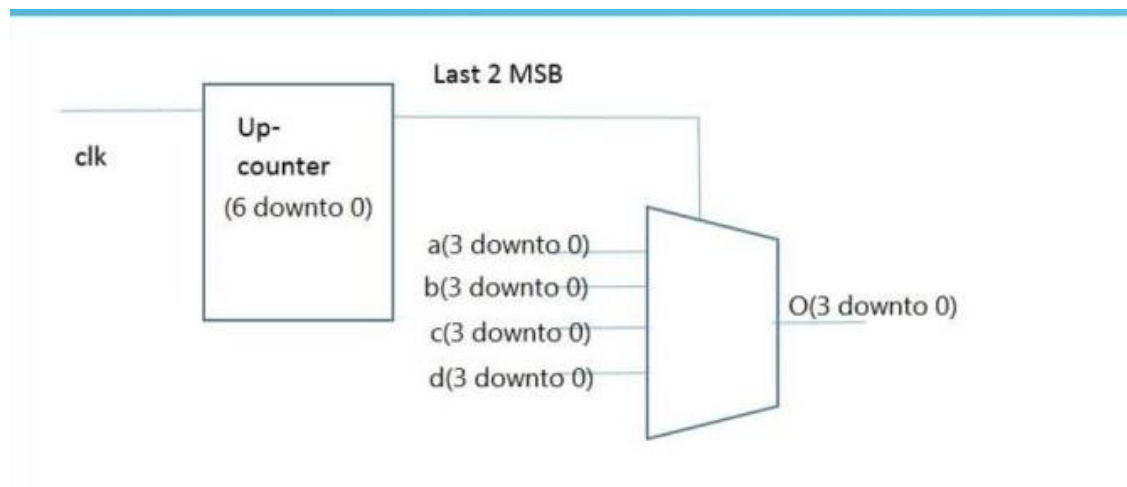 Last 2 MSB
clk
Up-
counter
(6 downto 0)
a(3 downto 0)
b(3 downto 0)
c(3 downto 0)
d(3 downto 0)
O(3 downto 0)